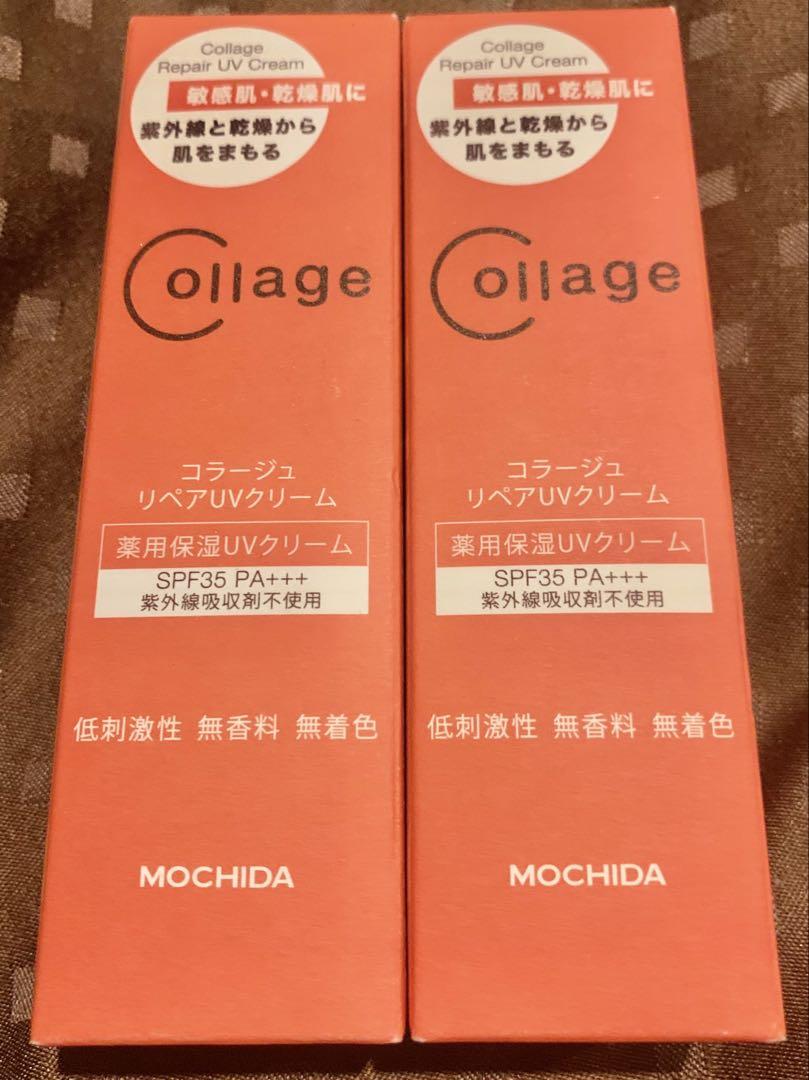 Collage
Repair UV Cream
敏感肌・乾燥肌に
紫外線と乾燥から
肌をまもる
Collage
コラージュ
リペアUVクリーム
薬用保湿UVクリーム
SPF35 PA+++
紫外線吸収剤不使用
低刺激性 無香料 無着色
MOCHIDA
Collage
Repair UV Cream
敏感肌・乾燥肌に
紫外線と乾燥から
肌をまもる
Collage
コラージュ
リペアUVクリーム
薬用保湿UVクリーム
SPF35 PA+++
紫外線吸収剤不使用
低刺激性 無香料 無着色
MOCHIDA